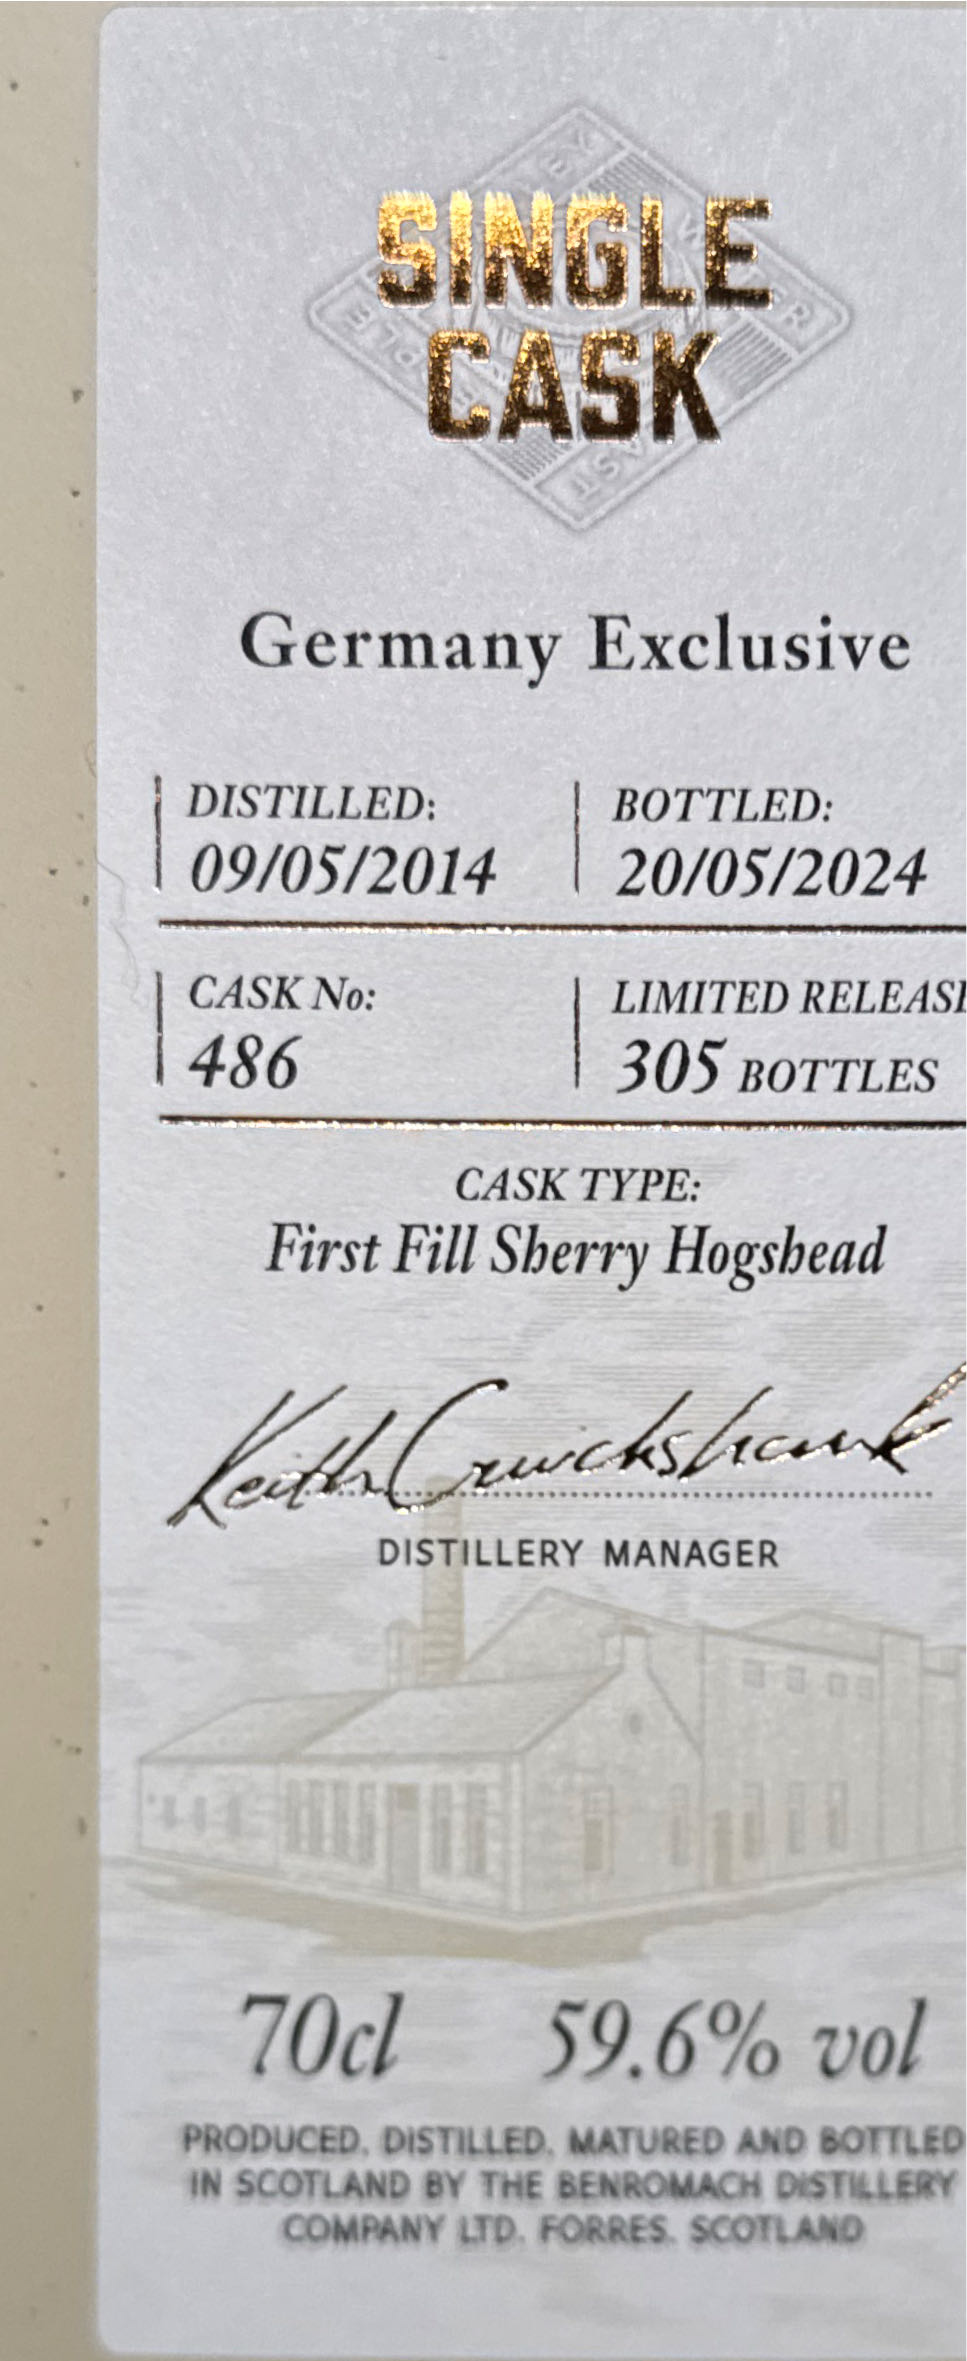 SINGLE
CASK
Germany Exclusive
DISTILLED:
09/05/2014
BOTTLED:
20/05/2024
CASK No:
486
LIMITED RELEASE
305 BOTTLES
CASK TYPE:
First Fill Sherry Hogshead
Keith Cruickshank
DISTILLERY MANAGER
70cl 59.6% vol
PRODUCED, DISTILLED, MATURED AND BOTTLED
IN SCOTLAND BY THE BENROMACH DISTILLERY
COMPANY LTD. FORRES. SCOTLAND